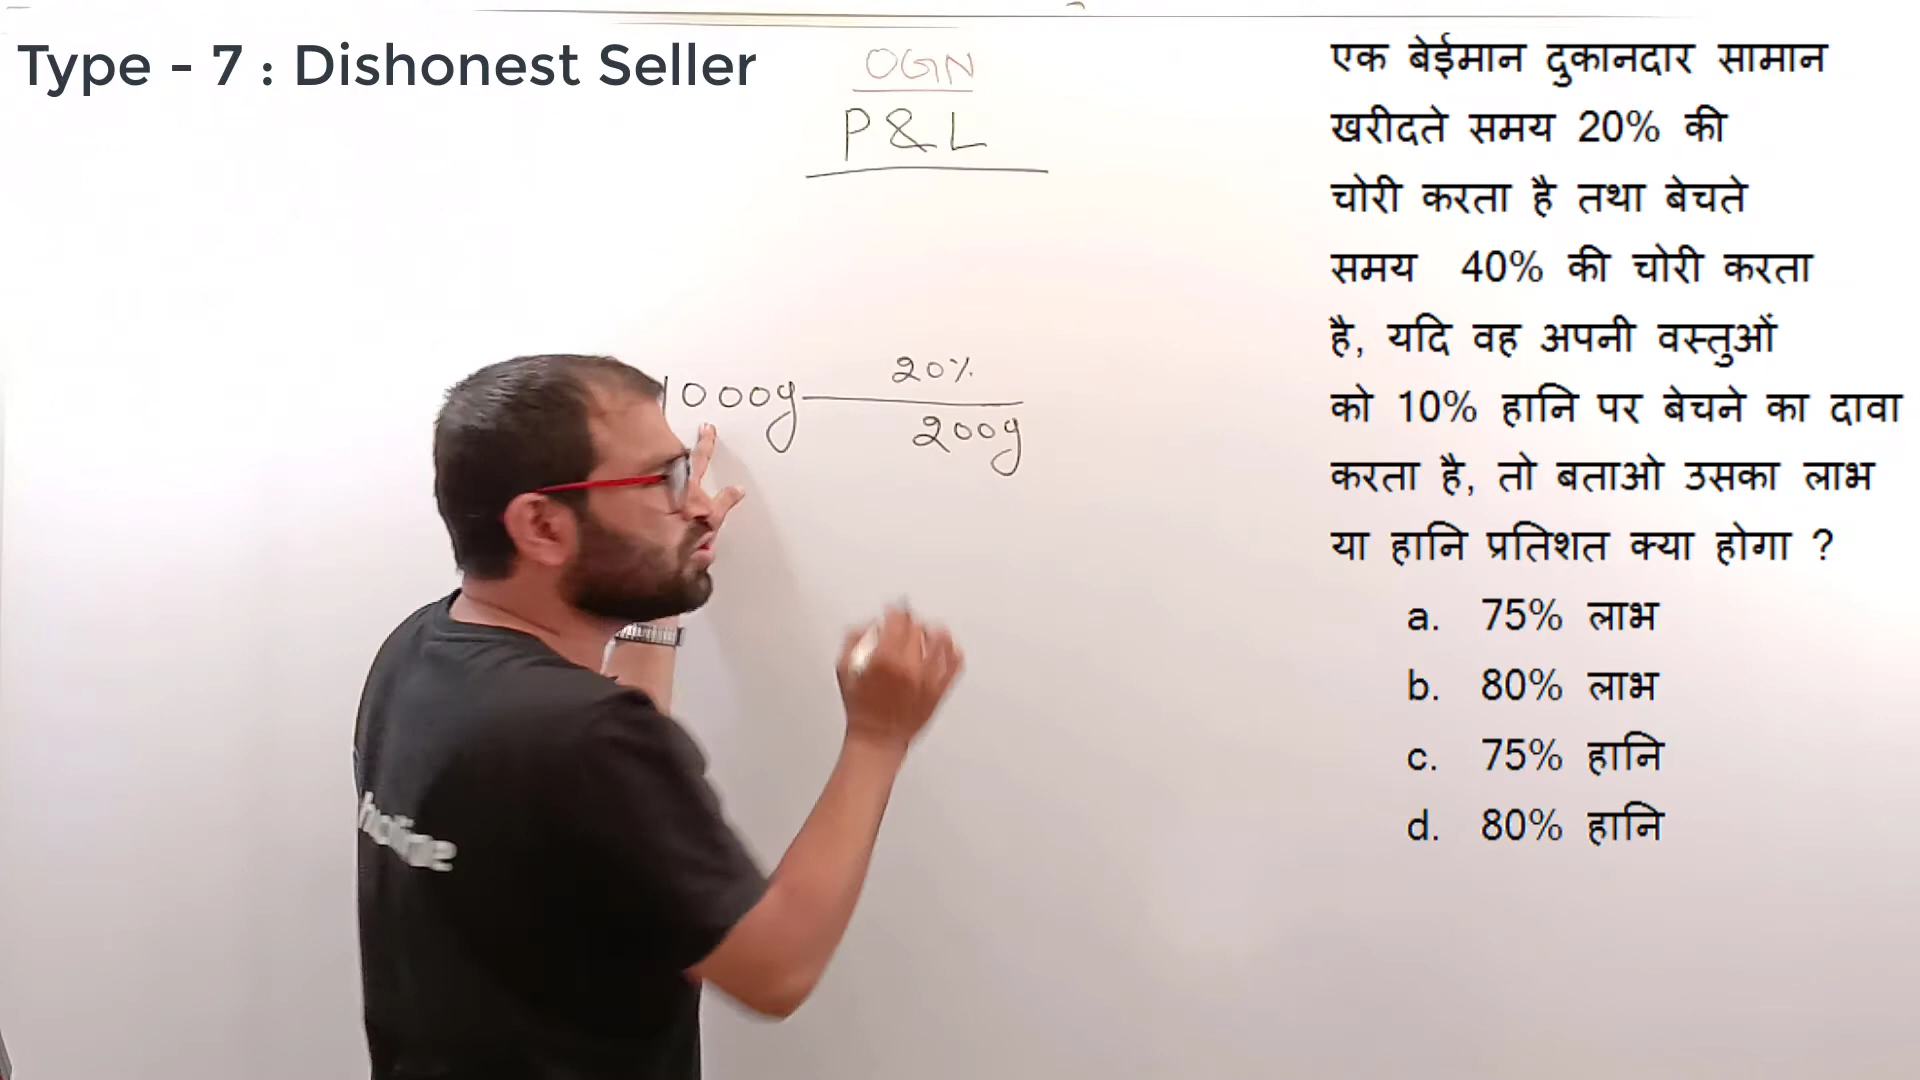 Type - 7 : Dishonest Seller
OGN
P & L
1000g
20%
200g
एक बेईमान दुकानदार सामान
खरीदते समय 20% की
चोरी करता है तथा बेचते
समय 40% की चोरी करता
है, यदि वह अपनी वस्तुओं
को 10% हानि पर बेचने का दावा
करता है, तो बताओ उसका लाभ
या हानि प्रतिशत क्या होगा ?
a. 75% लाभ
b. 80% लाभ
c. 75% हानि
d. 80% हानि